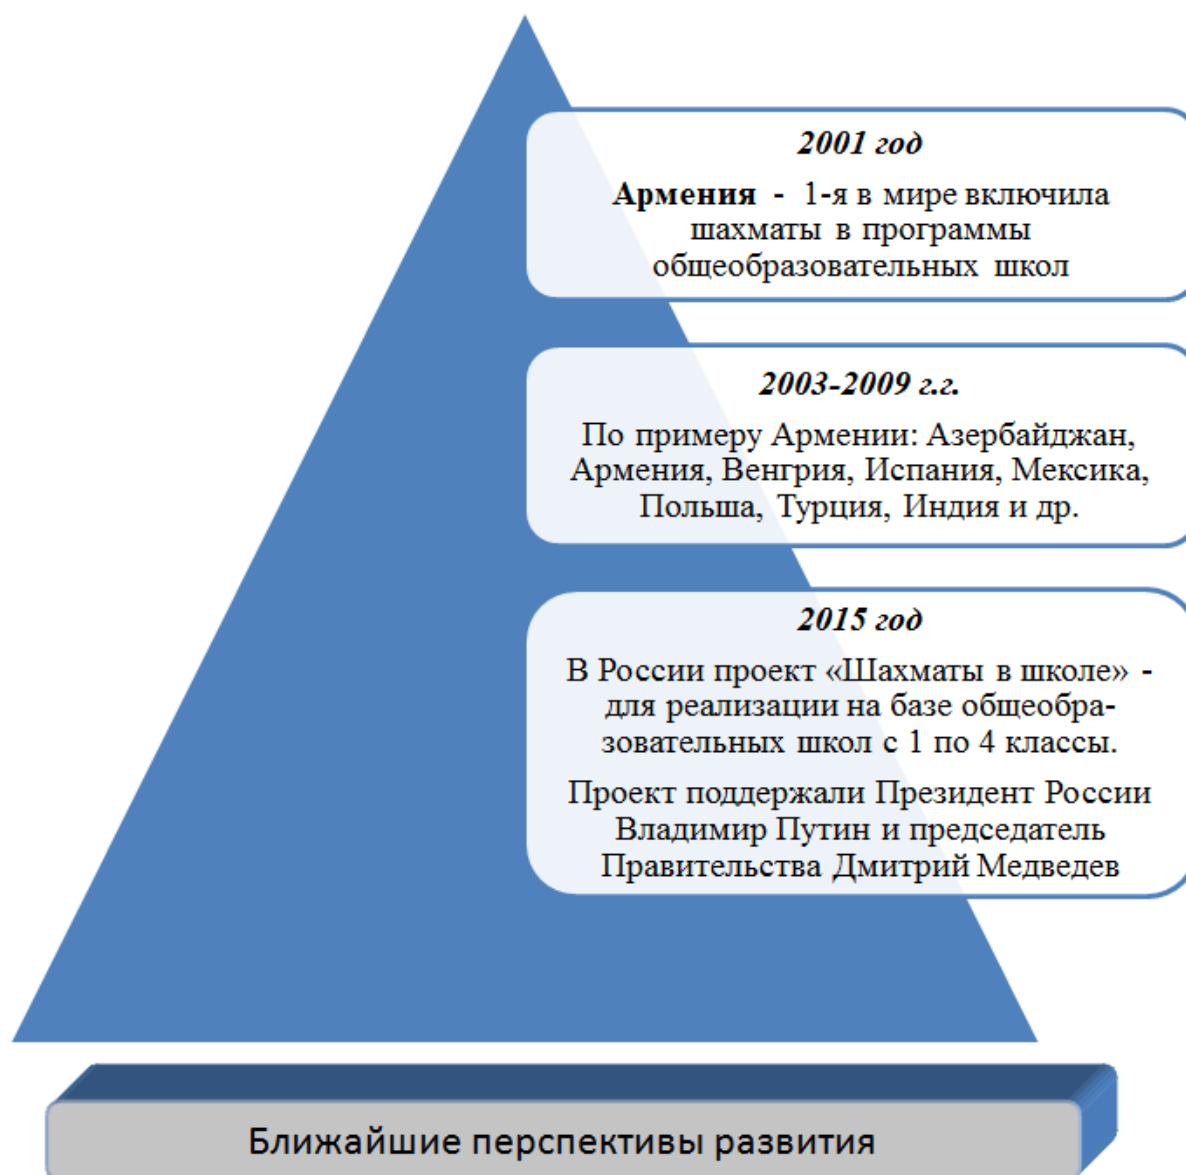 2001 год
Армения - 1-я в мире включила
шахматы в программы
общеобразовательных школ
2003-2009 г.г.
По примеру Армении: Азербайджан,
Армения, Венгрия, Испания, Мексика,
Польша, Турция, Индия и др.
2015 год
В России проект «Шахматы в школе» -
для реализации на базе общеобра-
зовательных школ с 1 по 4 классы.
Проект поддержали Президент России
Владимир Путин и председатель
Правительства Дмитрий Медведев
Ближайшие перспективы развития